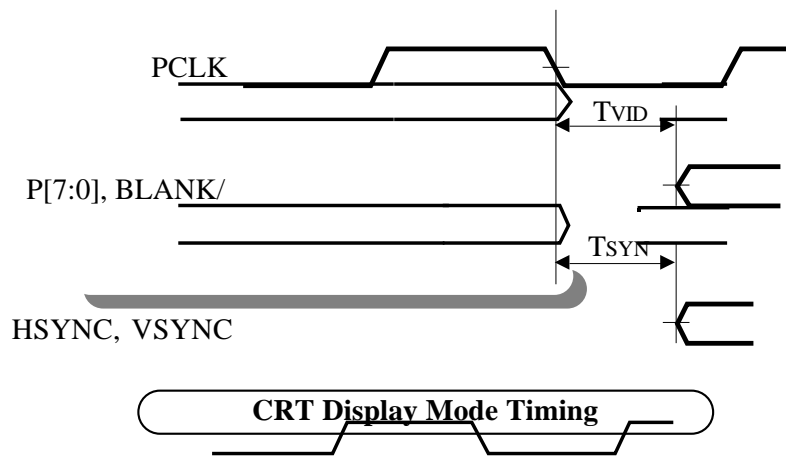 PCLK
TVID
P[7:0], BLANK/
TSYN
HSYNC, VSYNC
CRT Display Mode Timing